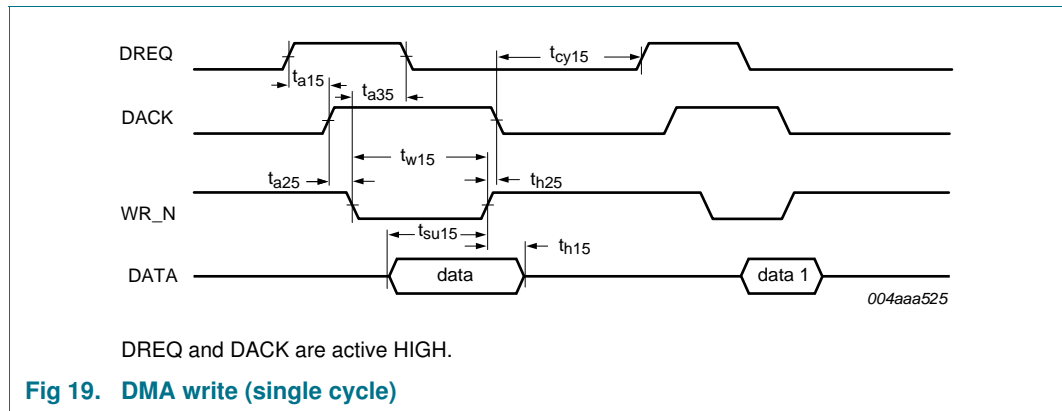 DREQ
t_cy15
t_a15
t_a35
DACK
t_w15
t_a25
t_h25
WR_N
t_su15
t_h15
DATA
data
data 1
004aaa525
DREQ and DACK are active HIGH.
Fig 19. DMA write (single cycle)